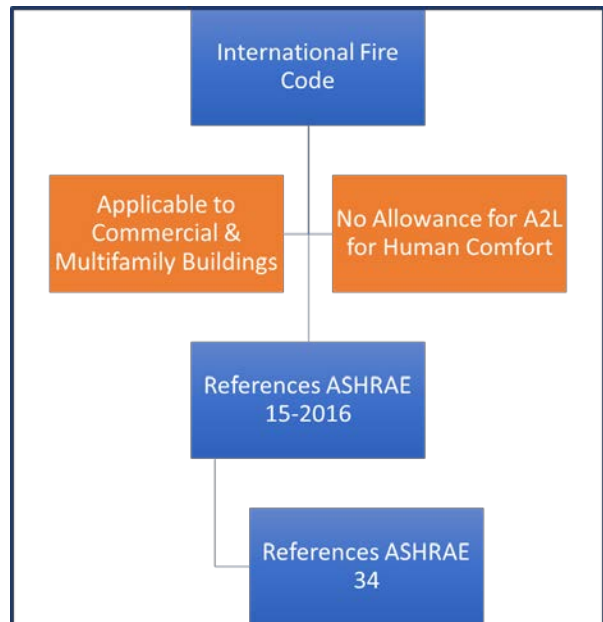 International Fire
Code
Applicable to
Commercial &
Multifamily Buildings
No Allowance for A2L
for Human Comfort
References ASHRAE
15-2016
References ASHRAE
34